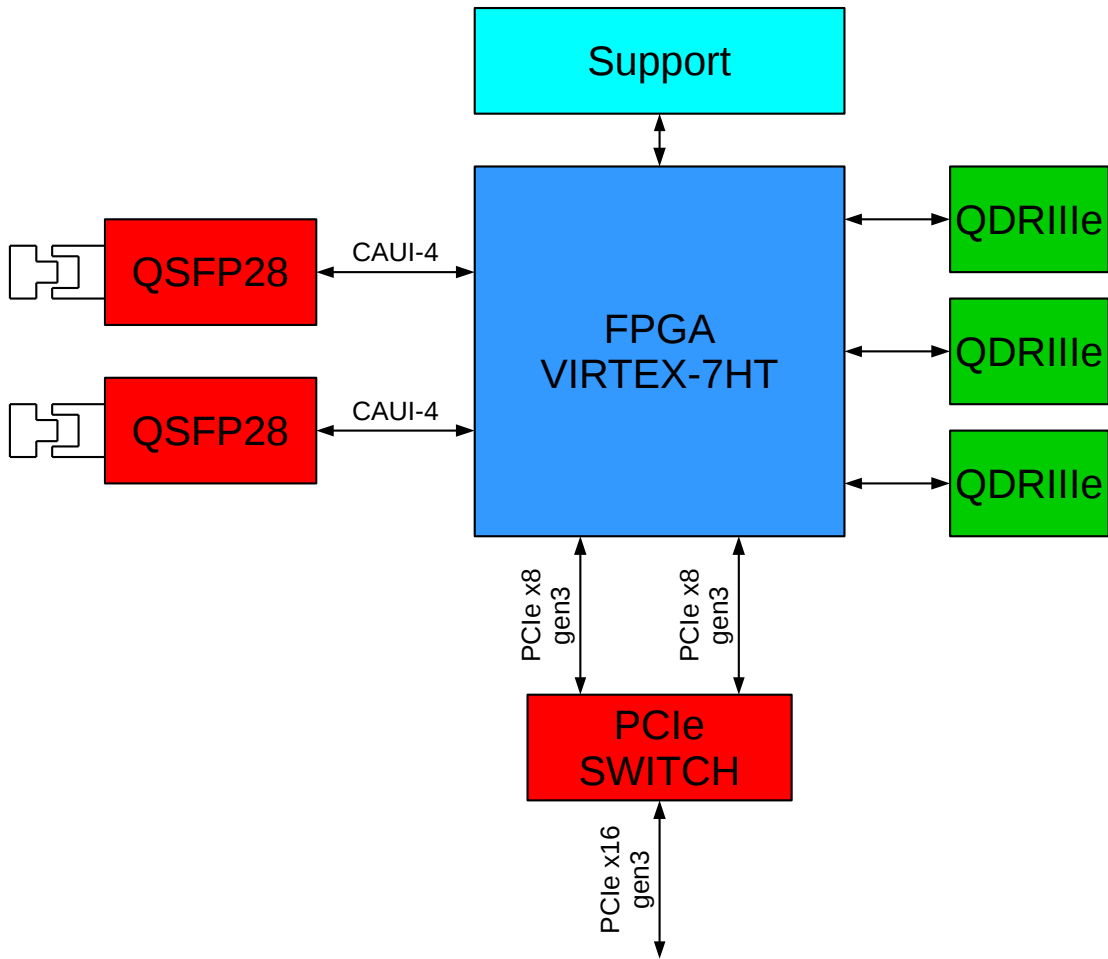 Support
QSFP28
CAUI-4
QSFP28
CAUI-4
FPGA
VIRTEX-7HT
QDRIIIe
QDRIIIe
QDRIIIe
PCIe x8
gen3
PCIe x8
gen3
PCIe
SWITCH
PCIe x16
gen3